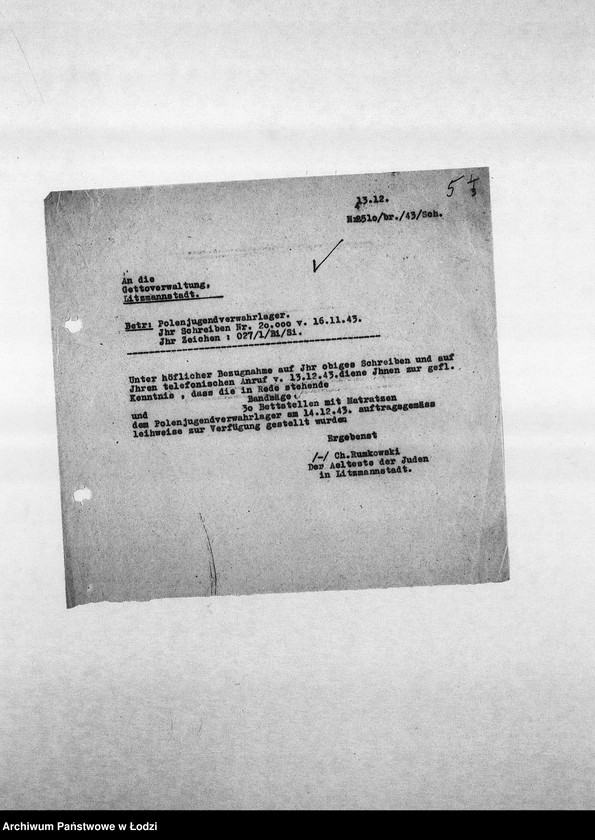 5
13.12.
Nr.2510/br./43/Sch.
An die
Gettoverwaltung,
Litzmannstadt.
Betr: Polenjugendverwahrlager.
Jhr Schreiben Nr. 20.000 v. 16.11.43.
Jhr Zeichen : 027/1/Bi/Si.
Unter höflicher Bezugnahme auf Jhr obiges Schreiben und auf
Jhren telefonischen Anruf v. 13.12.43.diene Jhnen zur gefl.
Kenntnis , dass die in Rede stehende
Bandsäge
und
30 Bettstellen mit Matratzen
dem Polenjugendverwahrlager am 14.12.43. auftragsgemäss
leihweise zur Verfügung gestellt wurden
Ergebenst
/-/ Ch.Rumkowski
Der Aelteste der Juden
in Litzmannstadt.
Archiwum Państwowe w Łodzi